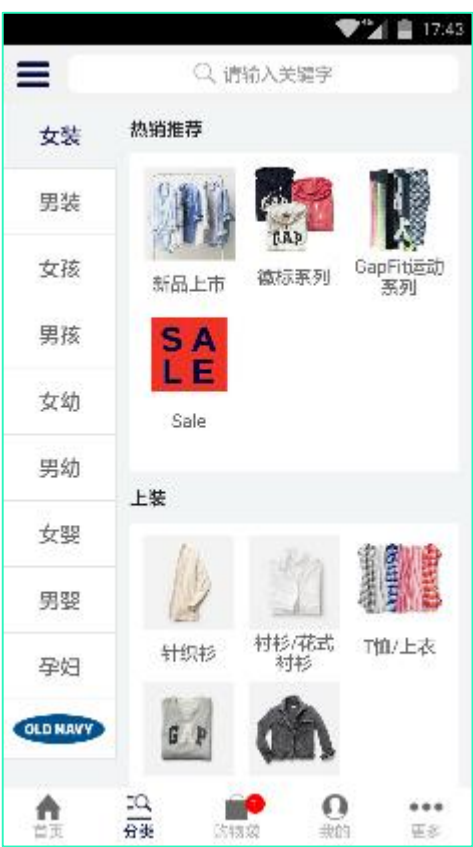 17:43
请输入关键字
女装
男装
女孩
男孩
女幼
男幼
女婴
男婴
孕妇
OLD NAVY
热销推荐
新品上市
徽标系列
GapFit运动
系列
SALE
Sale
上装
针织衫
衬衫/花式
衬衫
T恤/上衣
GAP
首页
分类
购物袋
我的
更多